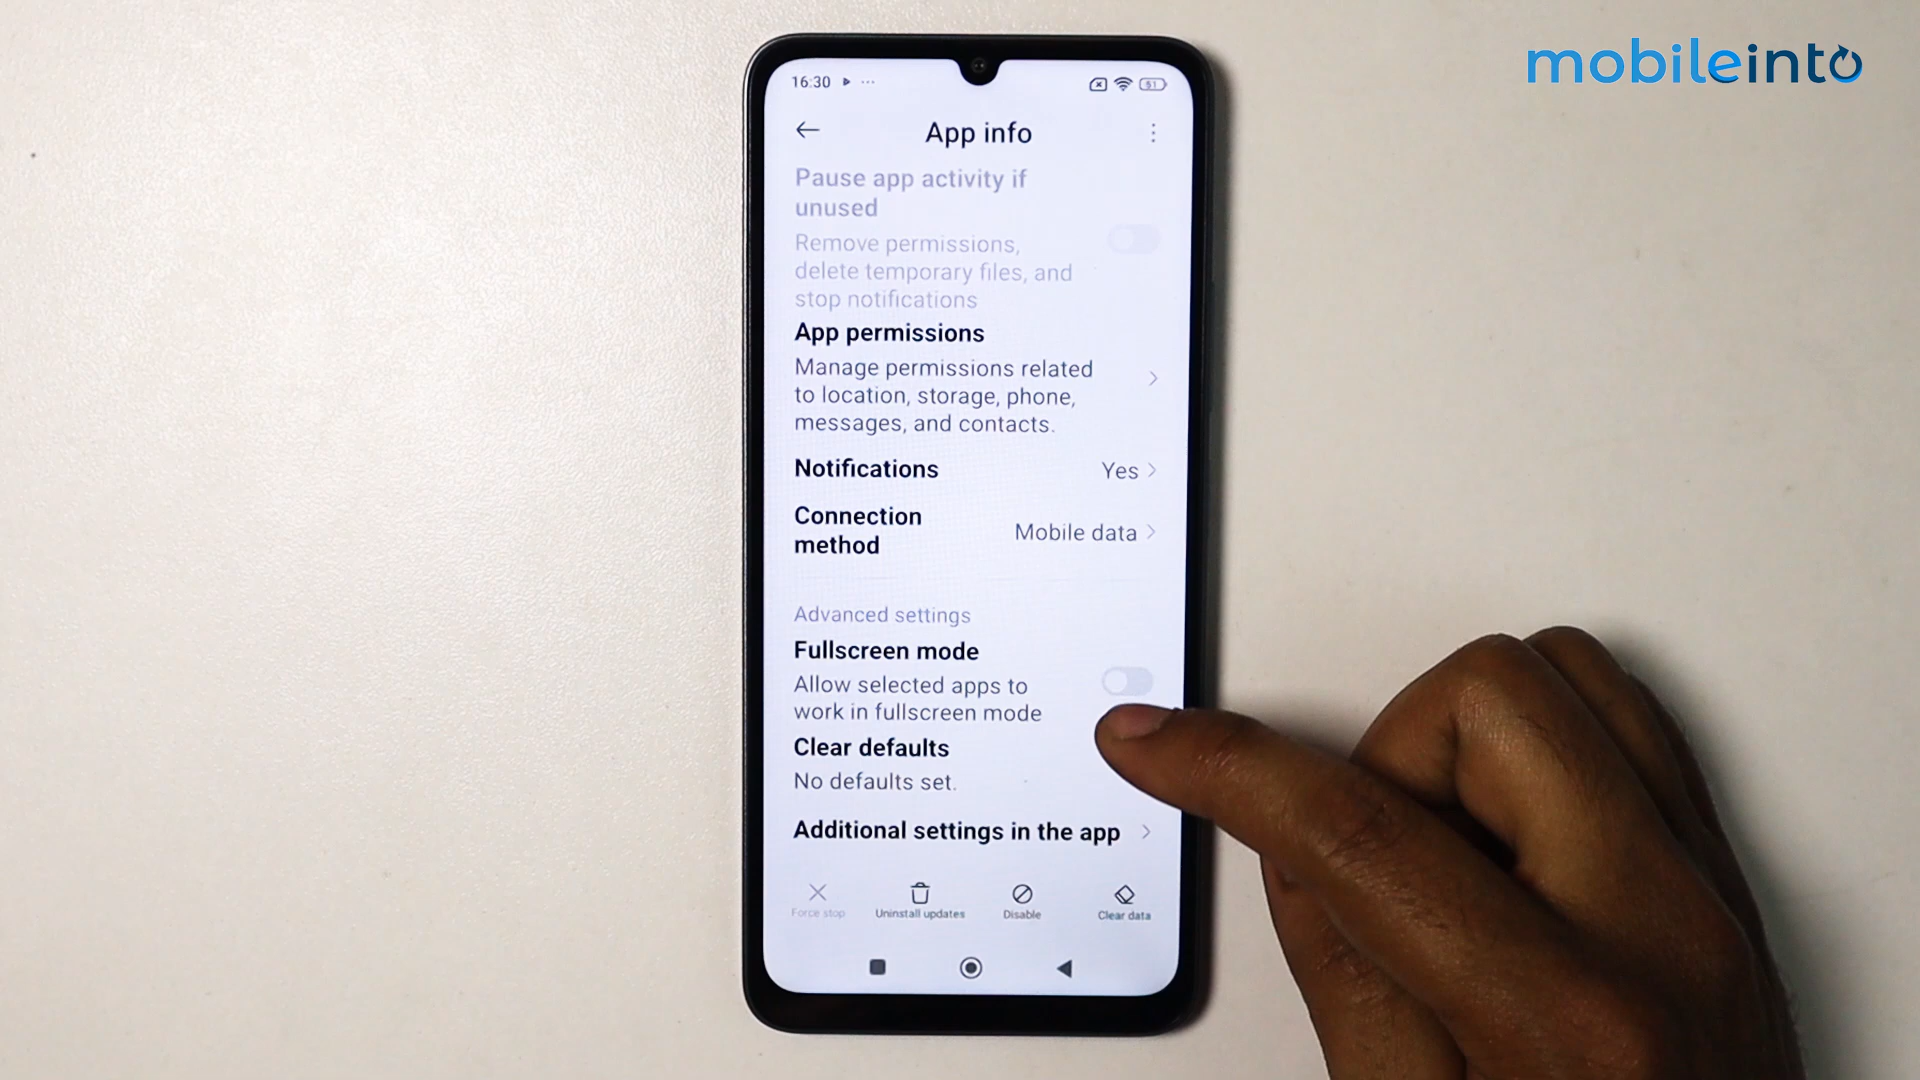 mobileinto
16:30
51
App info
Pause app activity if
unused
Remove permissions,
delete temporary files, and
stop notifications
App permissions
Manage permissions related
to location, storage, phone,
messages, and contacts.
Notifications
Yes
Connection
method
Mobile data
Advanced settings
Fullscreen mode
Allow selected apps to
work in fullscreen mode
Clear defaults
No defaults set.
Additional settings in the app
Force stop
Uninstall updates
Disable
Clear data